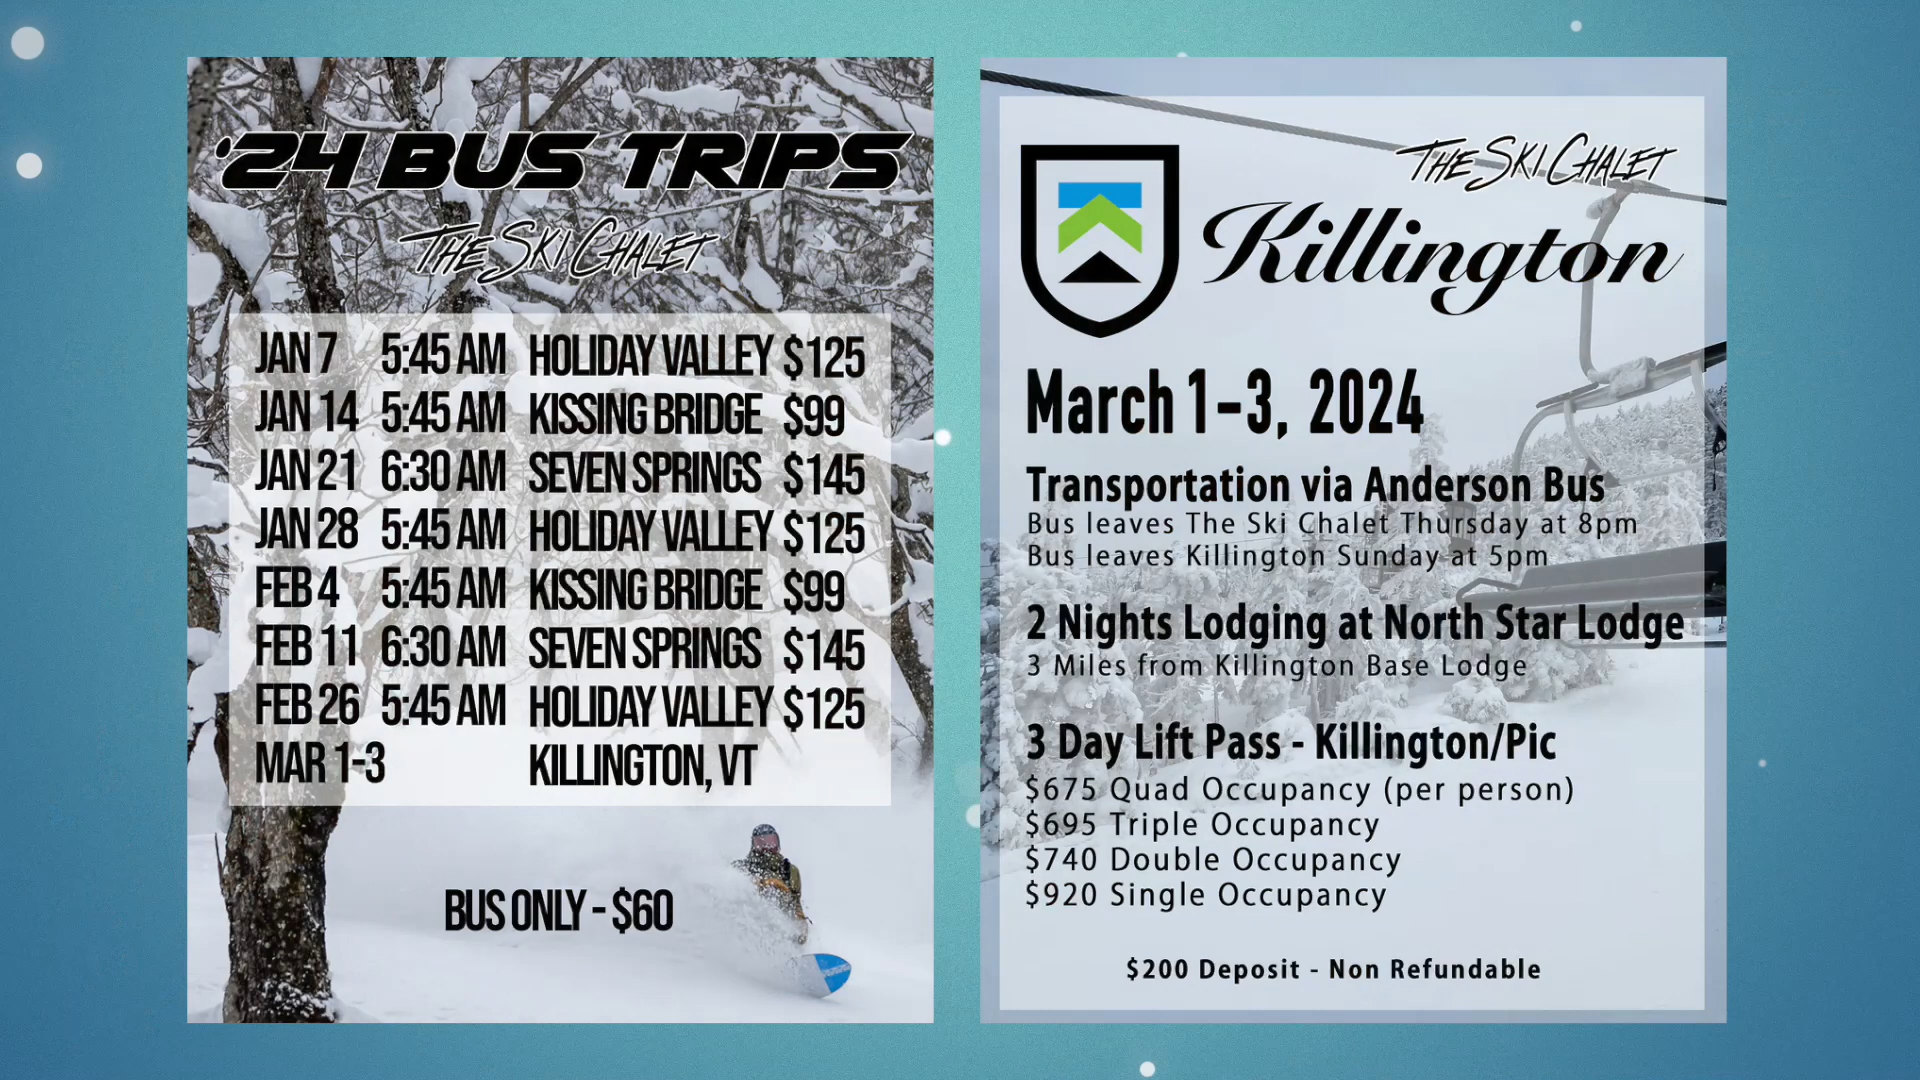 '24 BUS TRIPS
THE SKI CHALET
JAN 7 5:45 AM HOLIDAY VALLEY $125
JAN 14 5:45 AM KISSING BRIDGE $99
JAN 21 6:30 AM SEVEN SPRINGS $145
JAN 28 5:45 AM HOLIDAY VALLEY $125
FEB 4 5:45 AM KISSING BRIDGE $99
FEB 11 6:30 AM SEVEN SPRINGS $145
FEB 26 5:45 AM HOLIDAY VALLEY $125
MAR 1-3 KILLINGTON, VT
BUS ONLY - $60
THE SKI CHALET
Killington
March 1-3, 2024
Transportation via Anderson Bus
Bus leaves The Ski Chalet Thursday at 8pm
Bus leaves Killington Sunday at 5pm
2 Nights Lodging at North Star Lodge
3 Miles from Killington Base Lodge
3 Day Lift Pass - Killington/Pic
$675 Quad Occupancy (per person)
$695 Triple Occupancy
$740 Double Occupancy
$920 Single Occupancy
$200 Deposit - Non Refundable